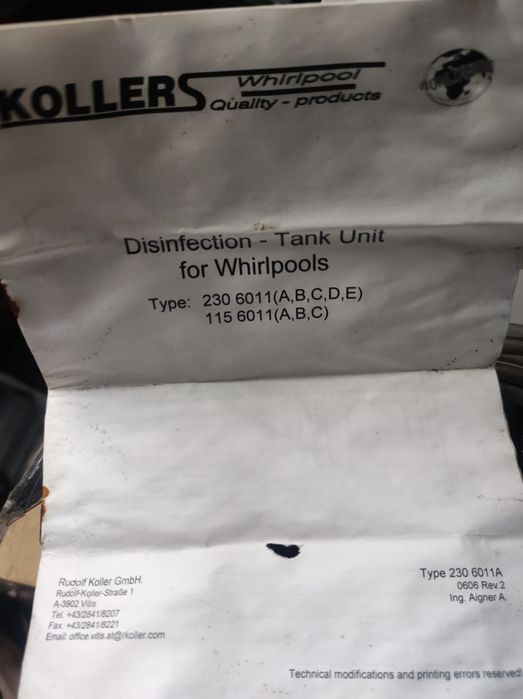 KOLLERS Whirlpool
Quality - products
Disinfection - Tank Unit
for Whirlpools
Type: 230 6011(A,B,C,D,E)
115 6011(A,B,C)
Rudolf Koller GmbH.
Rudolf-Koller-Straße 1
A-3902 Vitis
Tel. +43/2841/8207
Fax. +43/2841/8221
Email: office.vitis.at@rkoller.com
Type 230 6011A
0606 Rev.2
Ing. Aigner A.
Technical modifications and printing errors reserved!